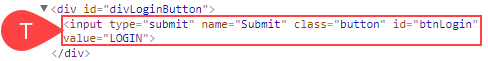 ▼<div id="divLoginButton">
T
<input type="submit" name="Submit" class="button" id="btnLogin"
value="LOGIN">
</div>